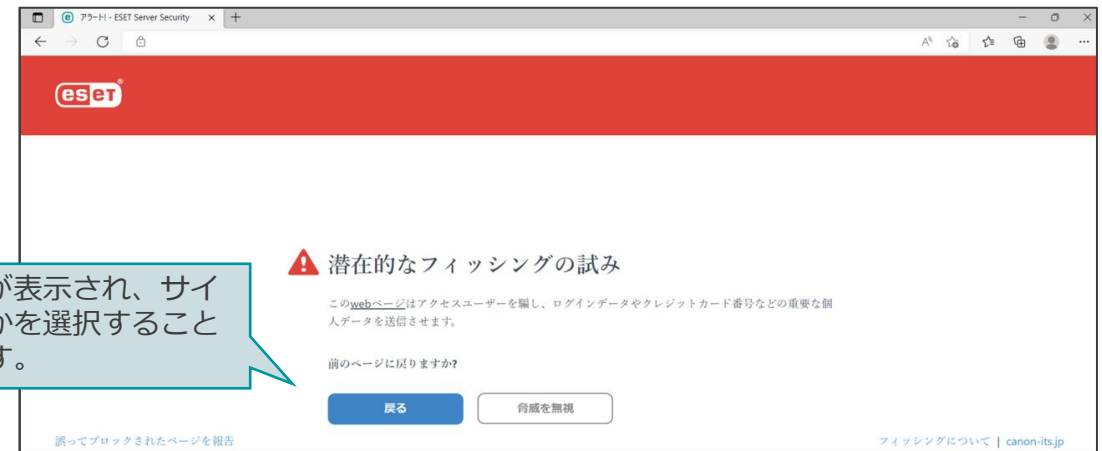 アラート! - ESET Server Security
eset
潜在的なフィッシングの試み
このwebページはアクセスユーザーを騙し、ログインデータやクレジットカード番号などの重要な個
人データを送信させます。
が表示され、サイ
かを選択すること
す。
前のページに戻りますか?
戻る
脅威を無視
誤ってブロックされたページを報告
フィッシングについて | canon-its.jp